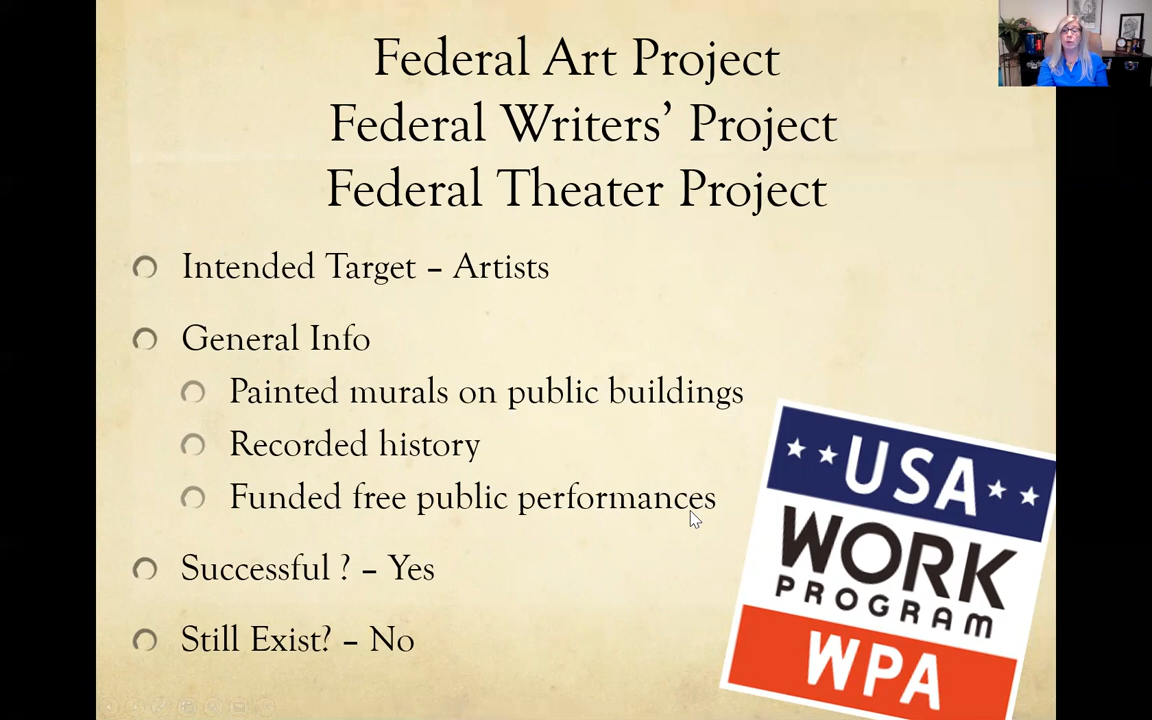 Federal Art Project
Federal Writers’ Project
Federal Theater Project
Intended Target – Artists
General Info
Painted murals on public buildings
Recorded history
Funded free public performances
Successful ? – Yes
Still Exist? – No
USA
WORK
PROGRAM
WPA